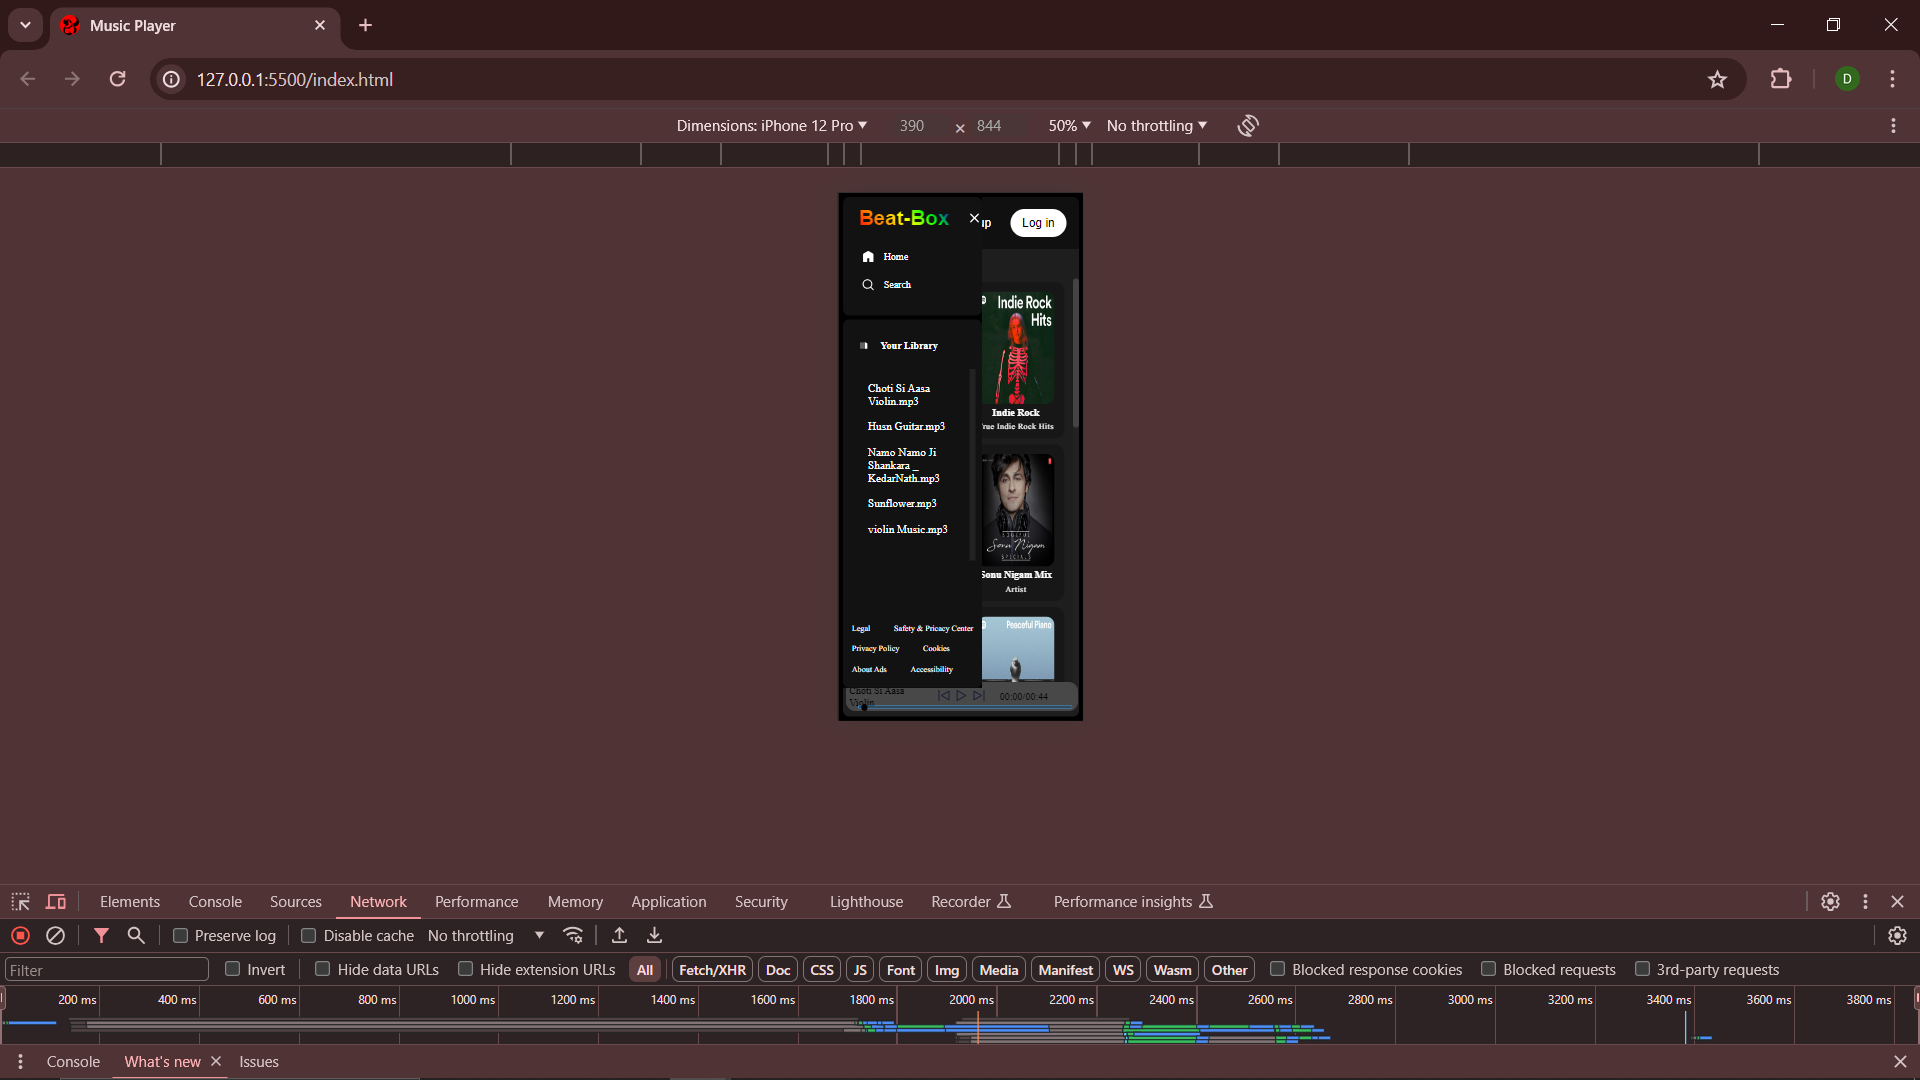 Music Player
127.0.0.1:5500/index.html
D
Dimensions: iPhone 12 Pro 390 × 844 50% No throttling
Beat-Box
up Log in
Home
Search
Your Library
Choti Si Aasa
Violin.mp3
Husn Guitar.mp3
Namo Namo Ji
Shankara _
KedarNath.mp3
Sunflower.mp3
violin Music.mp3
Legal Safety & Pricacy Center
Privacy Policy Cookies
About Ads Accessibility
Indie Rock
Hits
Indie Rock
rue Indie Rock Hits
SOULFUL
Sonu Nigam
SPECIALS
Sonu Nigam Mix
Artist
Peaceful Piano
Choti Si Aasa
Violin
00:00/00:44
Elements Console Sources Network Performance Memory Application Security Lighthouse Recorder Performance insights
Preserve log Disable cache No throttling
Filter Invert Hide data URLs Hide extension URLs All Fetch/XHR Doc CSS JS Font Img Media Manifest WS Wasm Other Blocked response cookies Blocked requests 3rd-party requests
200 ms 400 ms 600 ms 800 ms 1000 ms 1200 ms 1400 ms 1600 ms 1800 ms 2000 ms 2200 ms 2400 ms 2600 ms 2800 ms 3000 ms 3200 ms 3400 ms 3600 ms 3800 ms
Console What's new Issues